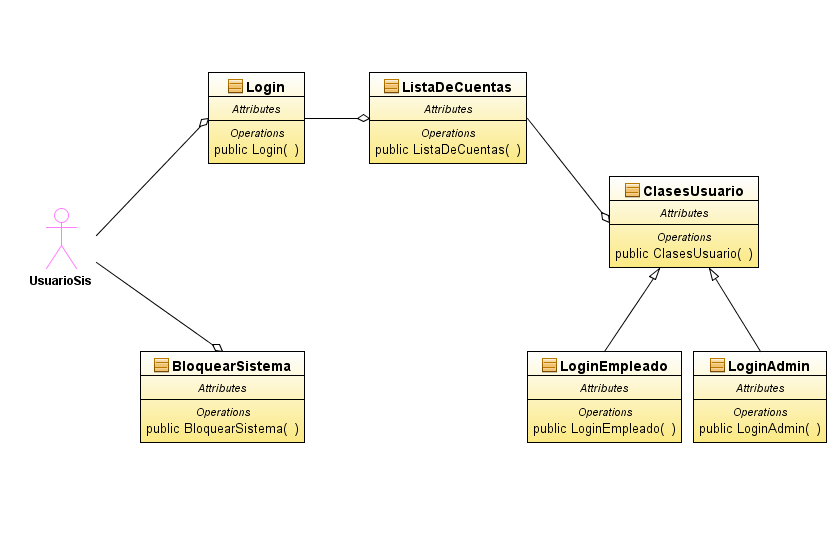 Login
Attributes
Operations
public Login(  )
ListaDeCuentas
Attributes
Operations
public ListaDeCuentas(  )
ClasesUsuario
Attributes
Operations
public ClasesUsuario(  )
UsuarioSis
BloquearSistema
Attributes
Operations
public BloquearSistema(  )
LoginEmpleado
Attributes
Operations
public LoginEmpleado(  )
LoginAdmin
Attributes
Operations
public LoginAdmin(  )